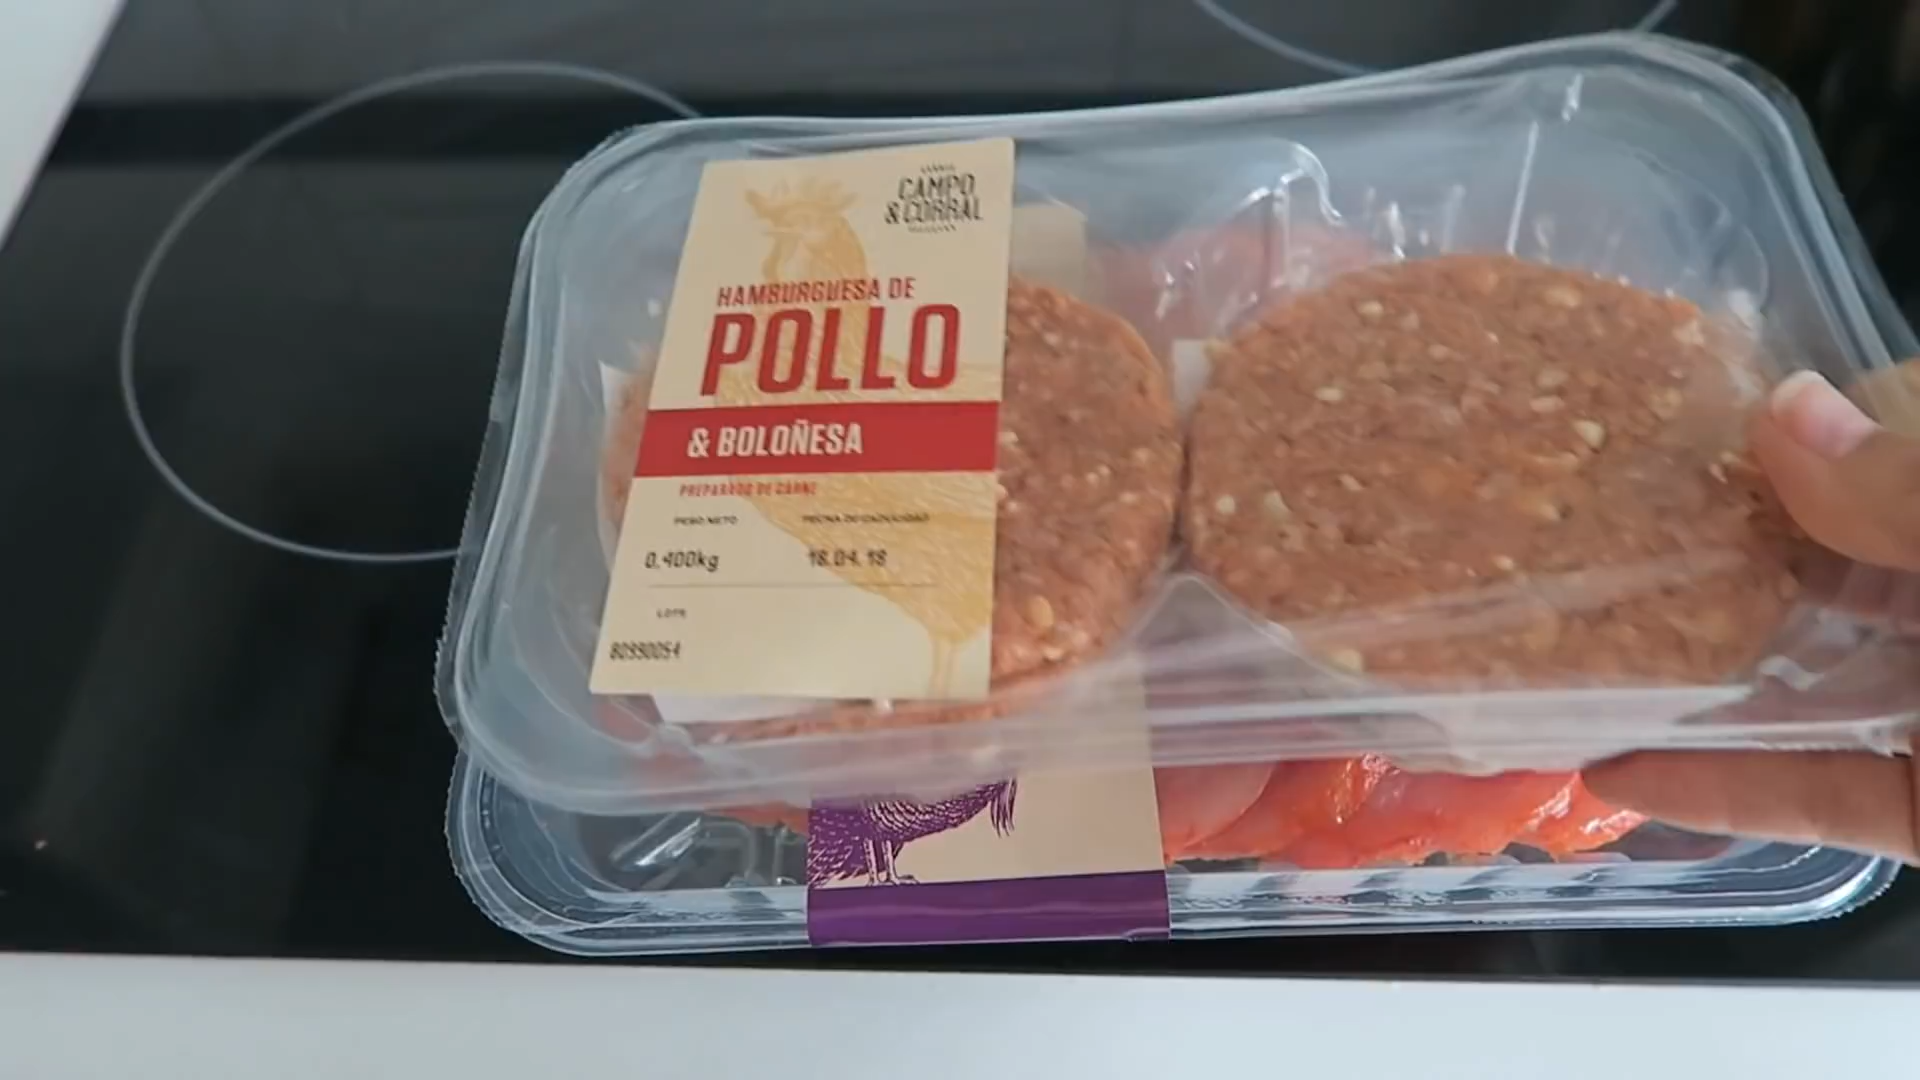 CAMPO
& CORRAL
HAMBURGUESA DE
POLLO
& BOLOÑESA
PREPARADO DE CARNE
PESO NETO FECHA DE CADUCIDAD
0,400kg 18.04.18
LOTE
80990054